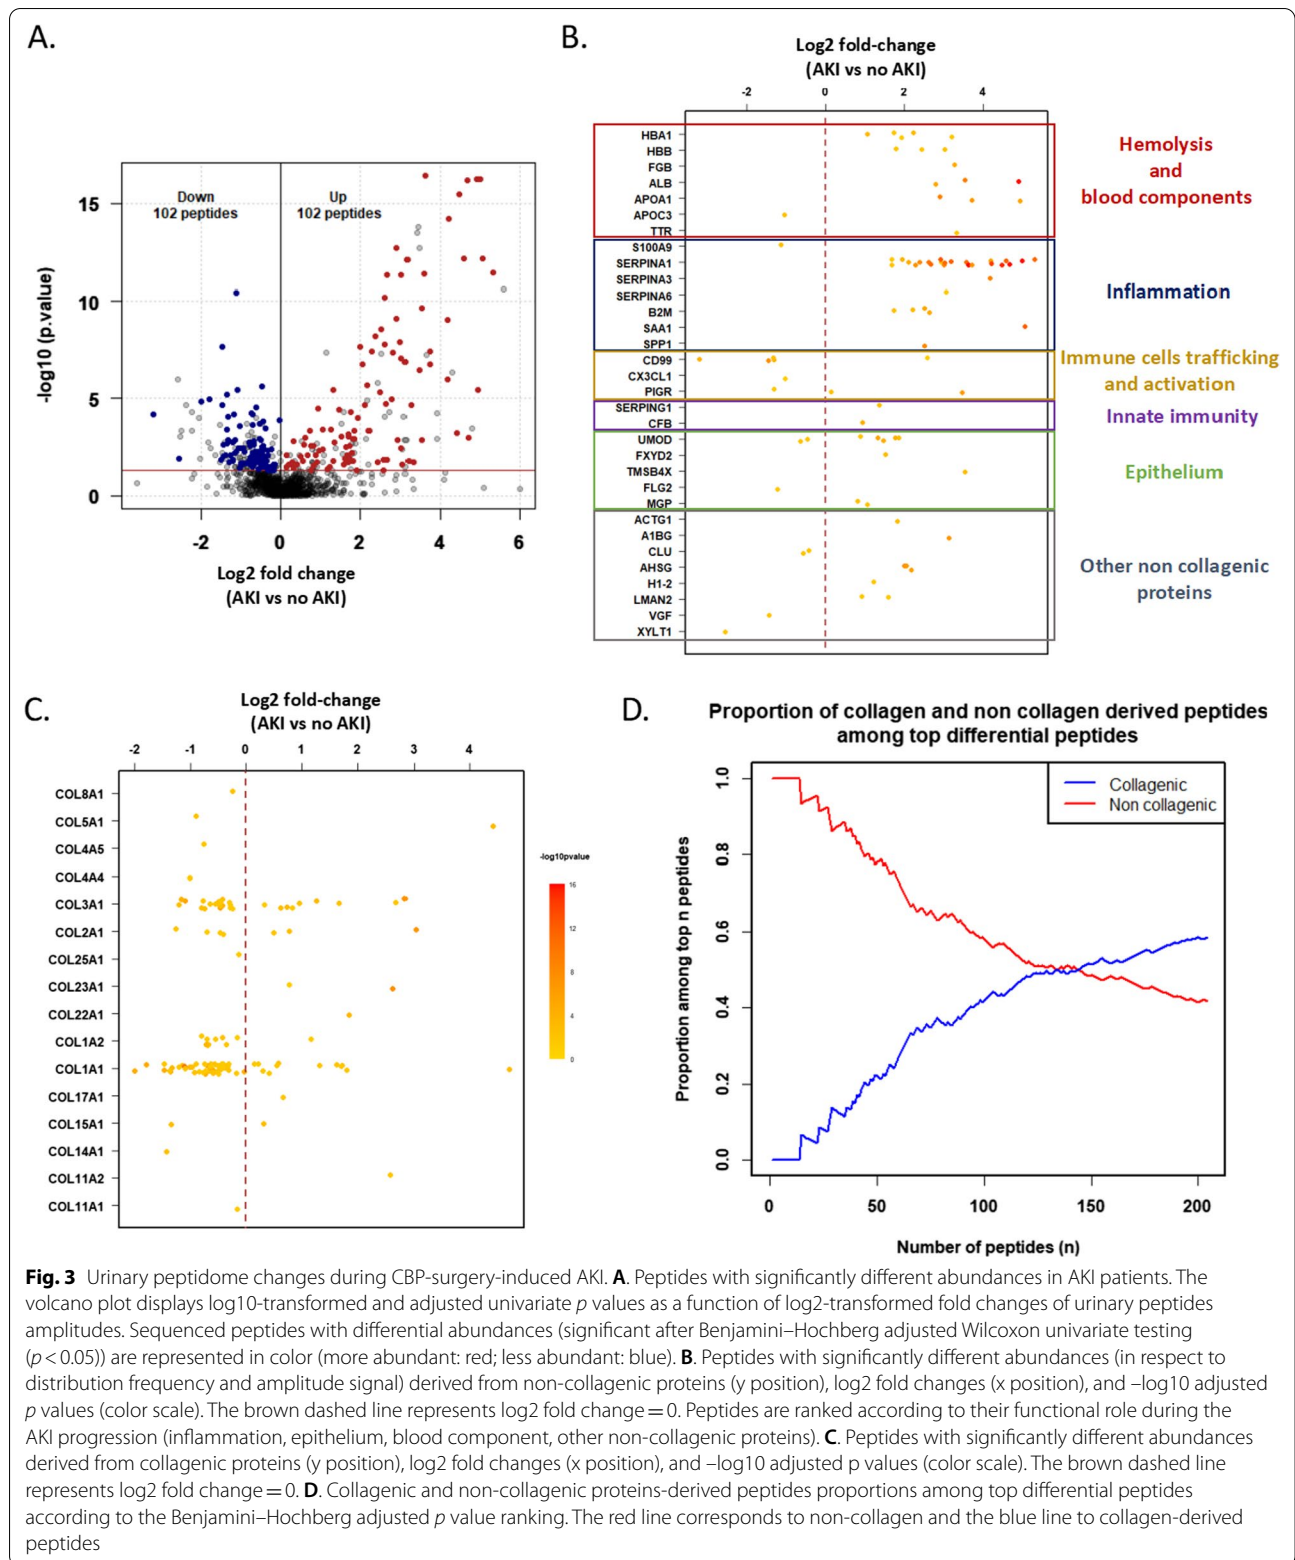 A.
Down
102 peptides
Up
102 peptides
15
10
5
0
-log10 (p.value)
-2
0
2
4
6
Log2 fold change
(AKI vs no AKI)
B.
Log2 fold-change
(AKI vs no AKI)
-2
0
2
4
HBA1
HBB
FGB
ALB
APOA1
APOC3
TTR
Hemolysis
and
blood components
S100A9
SERPINA1
SERPINA3
SERPINA6
B2M
SAA1
SPP1
Inflammation
CD99
CX3CL1
PIGR
Immune cells trafficking
and activation
SERPING1
CFB
Innate immunity
UMOD
FXYD2
TMSB4X
FLG2
MGP
Epithelium
ACTG1
A1BG
CLU
AHSG
H1-2
LMAN2
VGF
XYLT1
Other non collagenic
proteins
C.
Log2 fold-change
(AKI vs no AKI)
-2
-1
0
1
2
3
4
COL8A1
COL5A1
COL4A5
COL4A4
COL3A1
COL2A1
COL25A1
COL23A1
COL22A1
COL1A2
COL1A1
COL17A1
COL15A1
COL14A1
COL11A2
COL11A1
-log10pvalue
16
12
8
4
0
D.
Proportion of collagen and non collagen derived peptides
among top differential peptides
Collagenic
Non collagenic
1.0
0.8
0.6
0.4
0.2
0.0
Proportion among top n peptides
0
50
100
150
200
Number of peptides (n)
Fig. 3 Urinary peptidome changes during CBP-surgery-induced AKI. A. Peptides with significantly different abundances in AKI patients. The
volcano plot displays log10-transformed and adjusted univariate p values as a function of log2-transformed fold changes of urinary peptides
amplitudes. Sequenced peptides with differential abundances (significant after Benjamini–Hochberg adjusted Wilcoxon univariate testing
(p < 0.05)) are represented in color (more abundant: red; less abundant: blue). B. Peptides with significantly different abundances (in respect to
distribution frequency and amplitude signal) derived from non-collagenic proteins (y position), log2 fold changes (x position), and –log10 adjusted
p values (color scale). The brown dashed line represents log2 fold change = 0. Peptides are ranked according to their functional role during the
AKI progression (inflammation, epithelium, blood component, other non-collagenic proteins). C. Peptides with significantly different abundances
derived from collagenic proteins (y position), log2 fold changes (x position), and –log10 adjusted p values (color scale). The brown dashed line
represents log2 fold change = 0. D. Collagenic and non-collagenic proteins-derived peptides proportions among top differential peptides
according to the Benjamini–Hochberg adjusted p value ranking. The red line corresponds to non-collagen and the blue line to collagen-derived
peptides